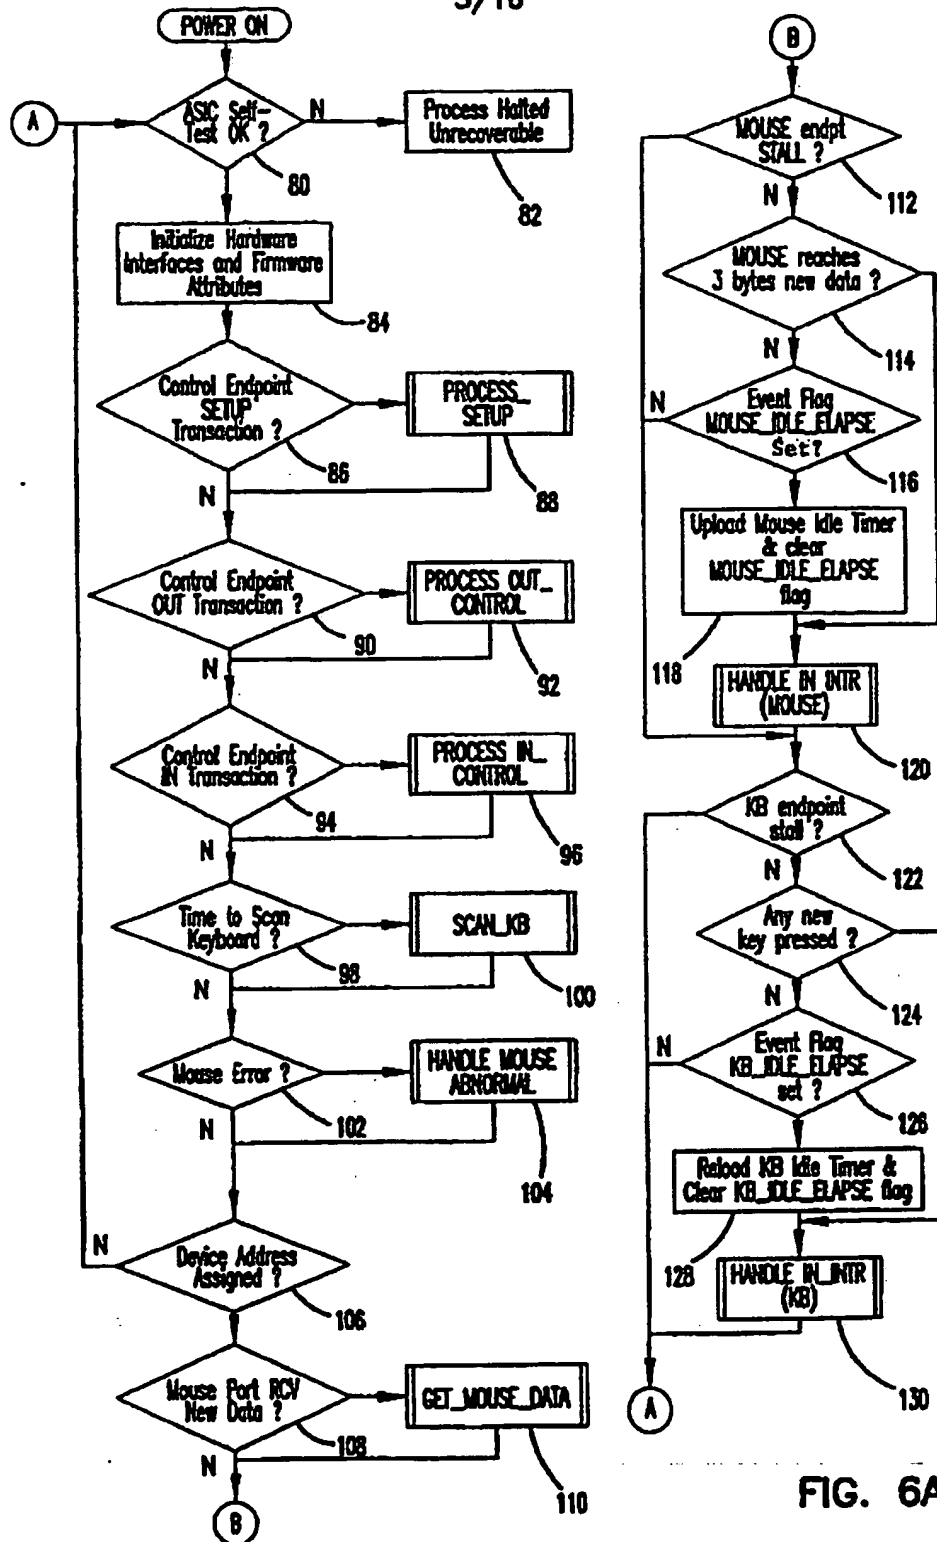 POWER ON
A
ASIC Self-
Test OK ?
N
80
Process Halted
Unrecoverable
82
Initialize Hardware
Interfaces and Firmware
Attributes
84
Control Endpoint
SETUP
Transaction ?
86
N
PROCESS_
SETUP
88
Control Endpoint
OUT Transaction ?
90
N
PROCESS OUT_
CONTROL
92
Control Endpoint
IN Transaction ?
94
N
PROCESS IN_
CONTROL
96
Time to Scan
Keyboard ?
98
N
SCAN_KB
100
Mouse Error ?
102
N
HANDLE MOUSE
ABNORMAL
104
N
Device Address
Assigned ?
106
Mouse Port RCV
New Data ?
108
N
GET_MOUSE_DATA
110
B
B
MOUSE endpt
STALL ?
112
N
MOUSE reaches
3 bytes new data ?
114
N
N
Event Flag
MOUSE_IDLE_ELAPSE
Set?
116
Upload Mouse Idle Timer
& clear
MOUSE_IDLE_ELAPSE
flag
118
HANDLE IN INTR
(MOUSE)
120
KB endpoint
stall ?
122
N
Any new
key pressed ?
124
N
N
Event Flag
KB_IDLE_ELAPSE
set ?
126
Reload KB Idle Timer &
Clear KB_IDLE_ELAPSE flag
128
HANDLE IN_INTR
(KB)
130
A
FIG. 6A